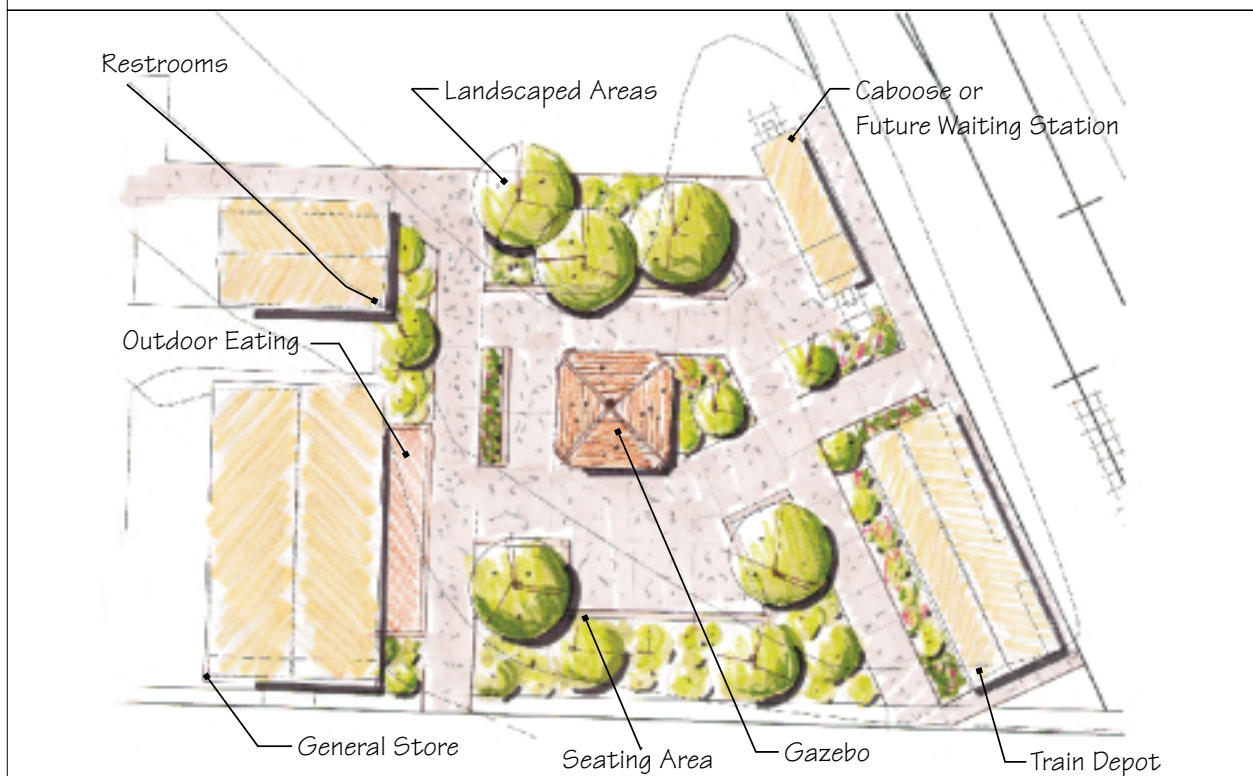 Restrooms
Landscaped Areas
Caboose or
Future Waiting Station
Outdoor Eating
General Store
Seating Area
Gazebo
Train Depot